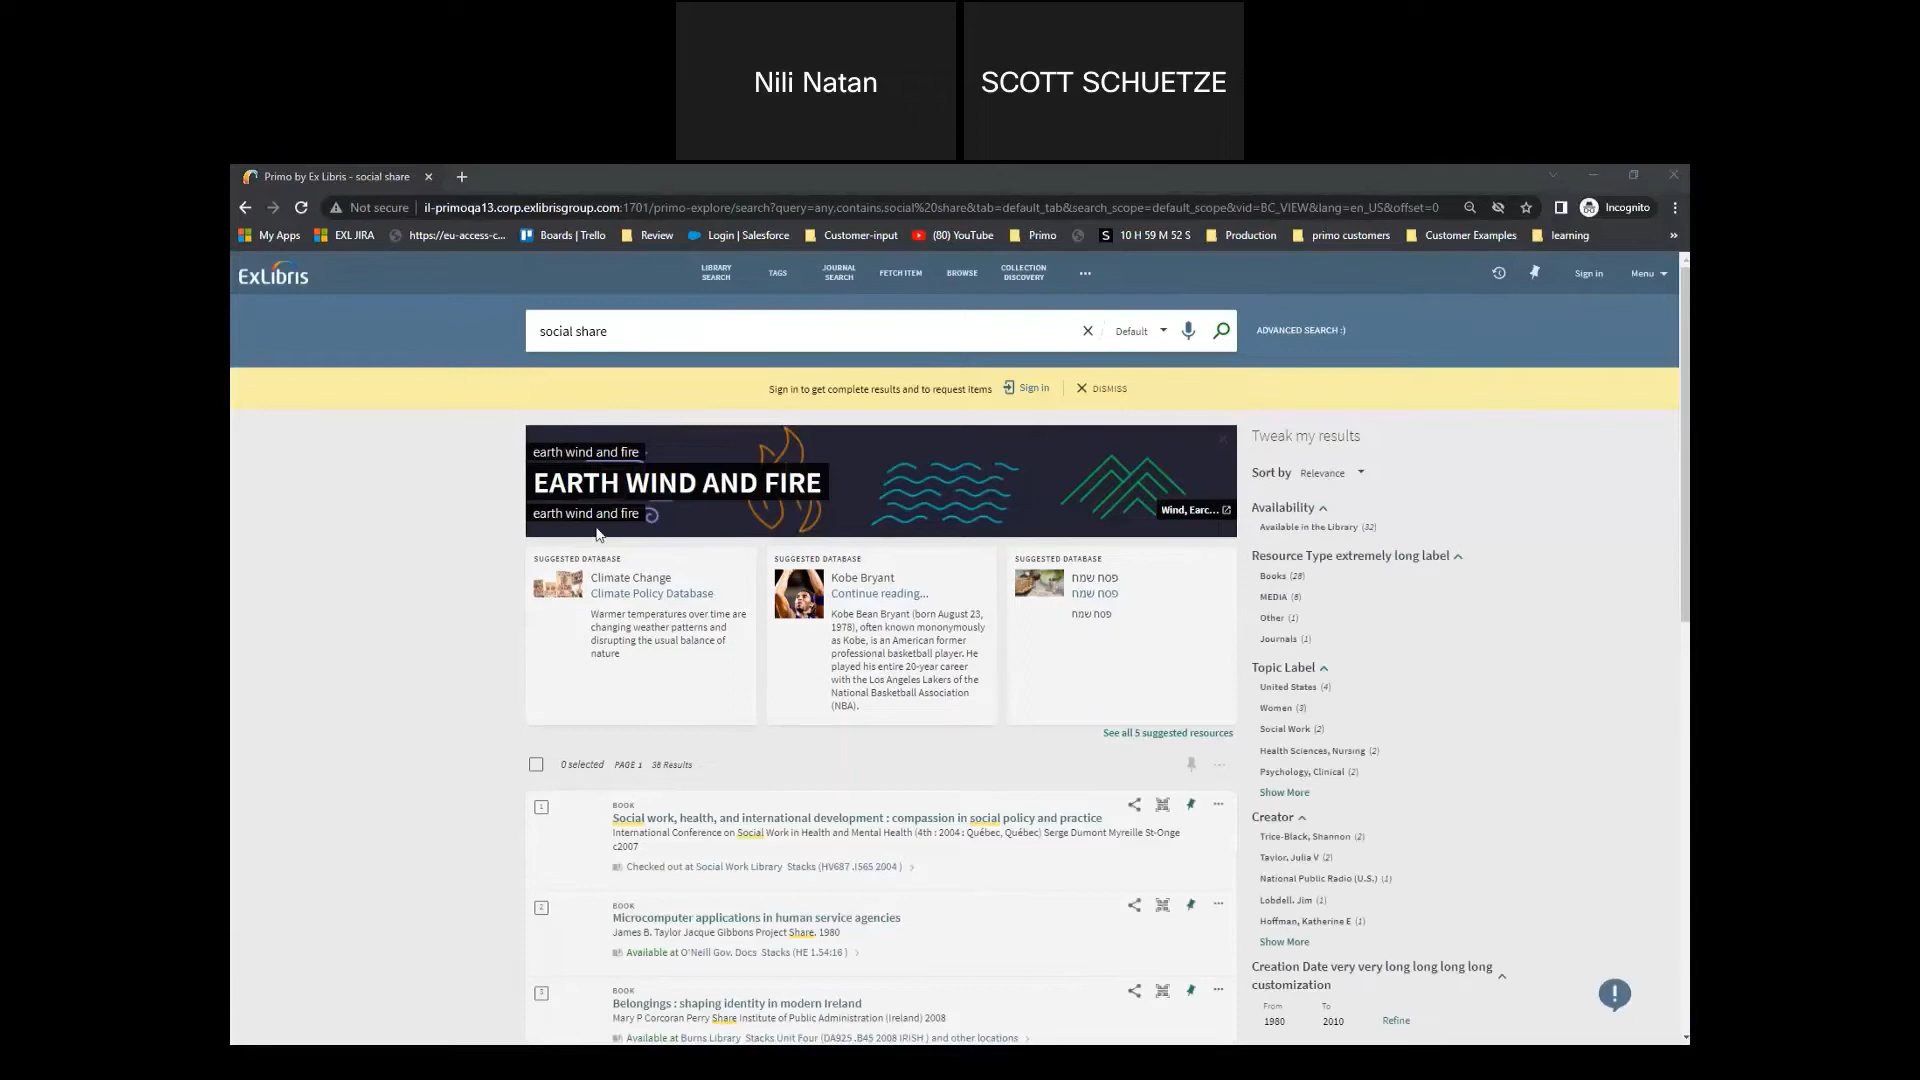 Nili Natan
SCOTT SCHUETZE
Primo by Ex Libris - social share
Not secure
il-primoqa13.corp.exlibrisgroup.com:1701/primo-explore/search?query=any,contains,social%20share&tab=default_tab&search_scope=default_scope&vid=BC_VIEW&lang=en_US&offset=0
Incognito
My Apps
EXL JIRA
https://eu-access-c...
Boards | Trello
Review
Login | Salesforce
Customer-input
(80) YouTube
Primo
S
10 H 59 M 52 S
Production
primo customers
Customer Examples
learning
»
ExLibris
LIBRARY
SEARCH
TAGS
JOURNAL
SEARCH
FETCH ITEM
BROWSE
COLLECTION
DISCOVERY
Sign in
Menu
social share
Default
ADVANCED SEARCH :)
Sign in to get complete results and to request items
Sign in
DISMISS
earth wind and fire
EARTH WIND AND FIRE
earth wind and fire
Wind, Earc...
SUGGESTED DATABASE
Climate Change
Climate Policy Database
Warmer temperatures over time are
changing weather patterns and
disrupting the usual balance of
nature
SUGGESTED DATABASE
Kobe Bryant
Continue reading...
Kobe Bean Bryant (born August 23,
1978), often known mononymously
as Kobe, is an American former
professional basketball player. He
played his entire 20-year career
with the Los Angeles Lakers of the
National Basketball Association
(NBA).
SUGGESTED DATABASE
פסח שמח
פסח שמח
פסח שמח
See all 5 suggested resources
0 selected PAGE 1 38 Results
1
BOOK
Social work, health, and international development : compassion in social policy and practice
International Conference on Social Work in Health and Mental Health (4th : 2004 : Québec, Québec) Serge Dumont Myreille St-Onge
c2007
Checked out at Social Work Library Stacks (HV687 .I565 2004 )
2
BOOK
Microcomputer applications in human service agencies
James B. Taylor Jacque Gibbons Project Share. 1980
Available at O'Neill Gov. Docs Stacks (HE 1.54:16 )
3
BOOK
Belongings : shaping identity in modern Ireland
Mary P Corcoran Perry Share Institute of Public Administration (Ireland) 2008
Available at Burns Library Stacks Unit Four (DA925 .B45 2008 IRISH ) and other locations
Tweak my results
Sort by Relevance
Availability
Available in the Library (32)
Resource Type extremely long label
Books (28)
MEDIA (8)
Other (1)
Journals (1)
Topic Label
United States (4)
Women (3)
Social Work (2)
Health Sciences, Nursing (2)
Psychology, Clinical (2)
Show More
Creator
Trice-Black, Shannon (2)
Taylor, Julia V (2)
National Public Radio (U.S.) (1)
Lobdell, Jim (1)
Hoffman, Katherine E (1)
Show More
Creation Date very very long long long long
customization
From
To
1980
2010
Refine